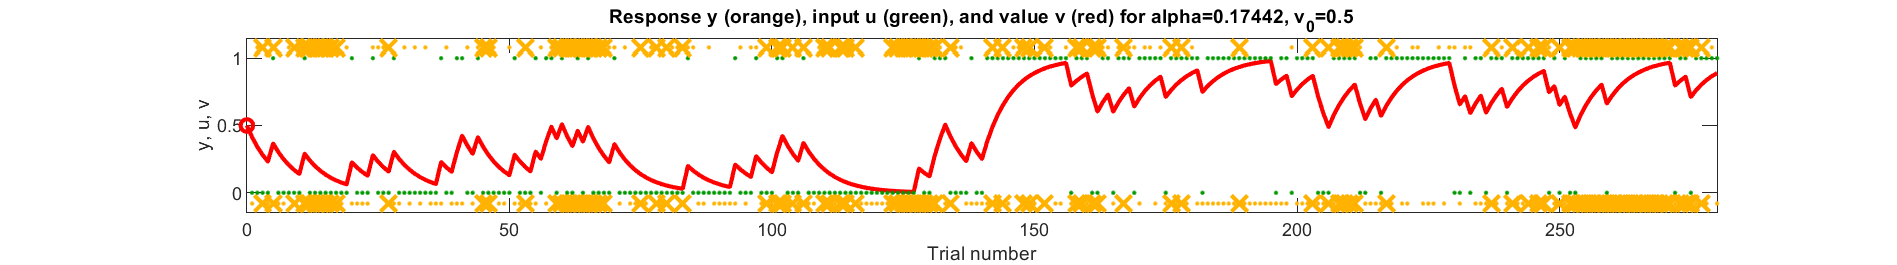 Response y (orange), input u (green), and value v (red) for alpha=0.17442, v0=0.5
y, u, v
1
0.5
0
0 50 100 150 200 250
Trial number